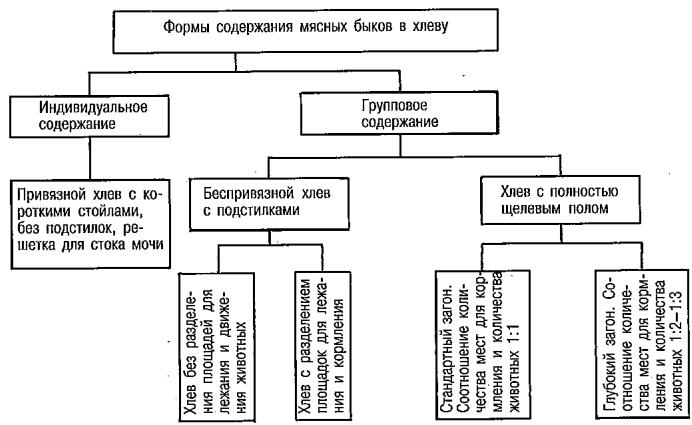 Формы содержания мясных быков в хлеву
Индивидуальное
содержание
Групповое
содержание
Привязной хлев с ко-
роткими стойлами,
без подстилок, ре-
шетка для стока мочи
Беспривязной хлев
с подстилками
Хлев с полностью
щелевым полом
Хлев без разделе-
ния площадей для
лежания и движе-
ния животных
Хлев с разделением
площадок для лежа-
ния и кормления
Стандартный загон.
Соотношение коли-
чества мест для кор-
мления и количества
животных 1:1
Глубокий загон. Со-
отношение количе-
ства мест для корм-
ления и количества
животных 1:2–1:3